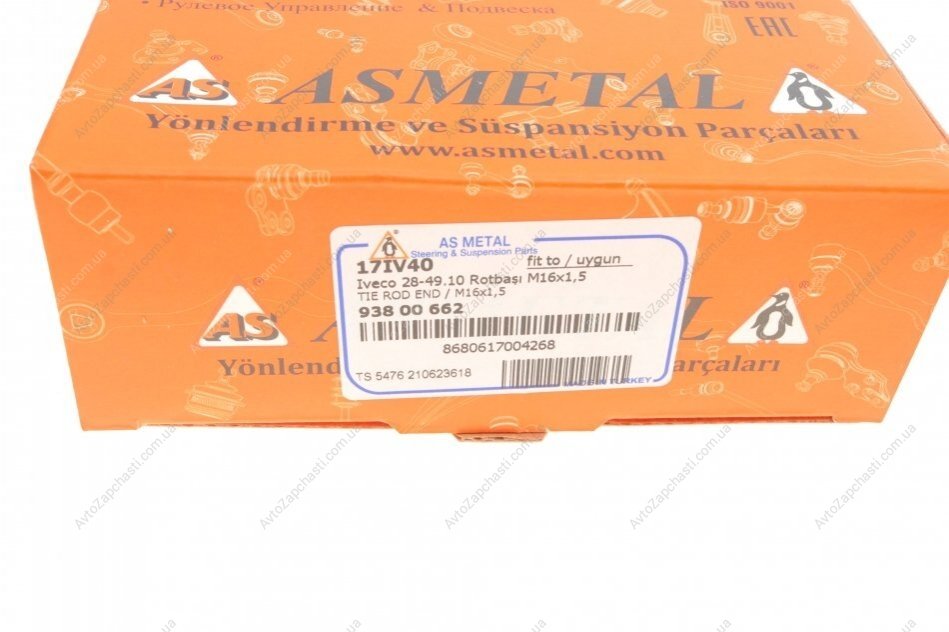 • Рулевое Управление & Подвеска
ISO 9001
EAC
AS ® ASMETAL ®
Yönlendirme ve Süspansiyon Parçaları
www.asmetal.com
® AS METAL
Steering & Suspension Parts
17IV40 fit to / uygun
Iveco 28-49.10 Rotbaşı M16x1,5
TIE ROD END / M16x1,5
938 00 662
8680617004268
TS 5476 210623618
MADE IN TURKEY
AS ®
Yönlend
arçaları
AvtoZapchasti.com.ua